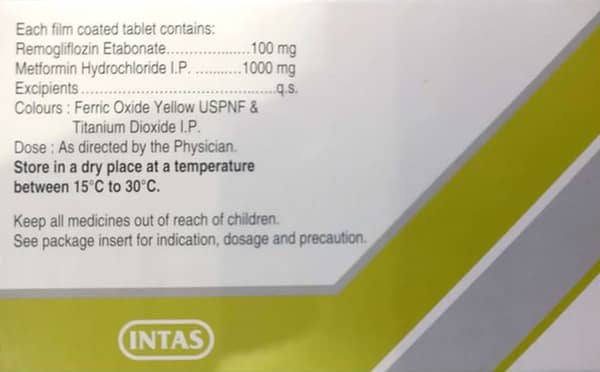 Each film coated tablet contains:
Remogliflozin Etabonate.....................100 mg
Metformin Hydrochloride I.P. ...........1000 mg
Excipients ............................................q.s.
Colours : Ferric Oxide Yellow USPNF &
Titanium Dioxide I.P.
Dose : As directed by the Physician.
Store in a dry place at a temperature
between 15°C to 30°C.
Keep all medicines out of reach of children.
See package insert for indication, dosage and precaution.
INTAS